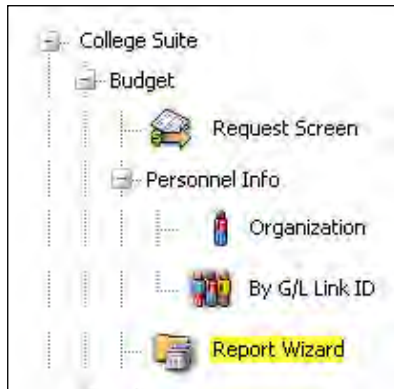 College Suite
Budget
Request Screen
Personnel Info
Organization
By G/L Link ID
Report Wizard